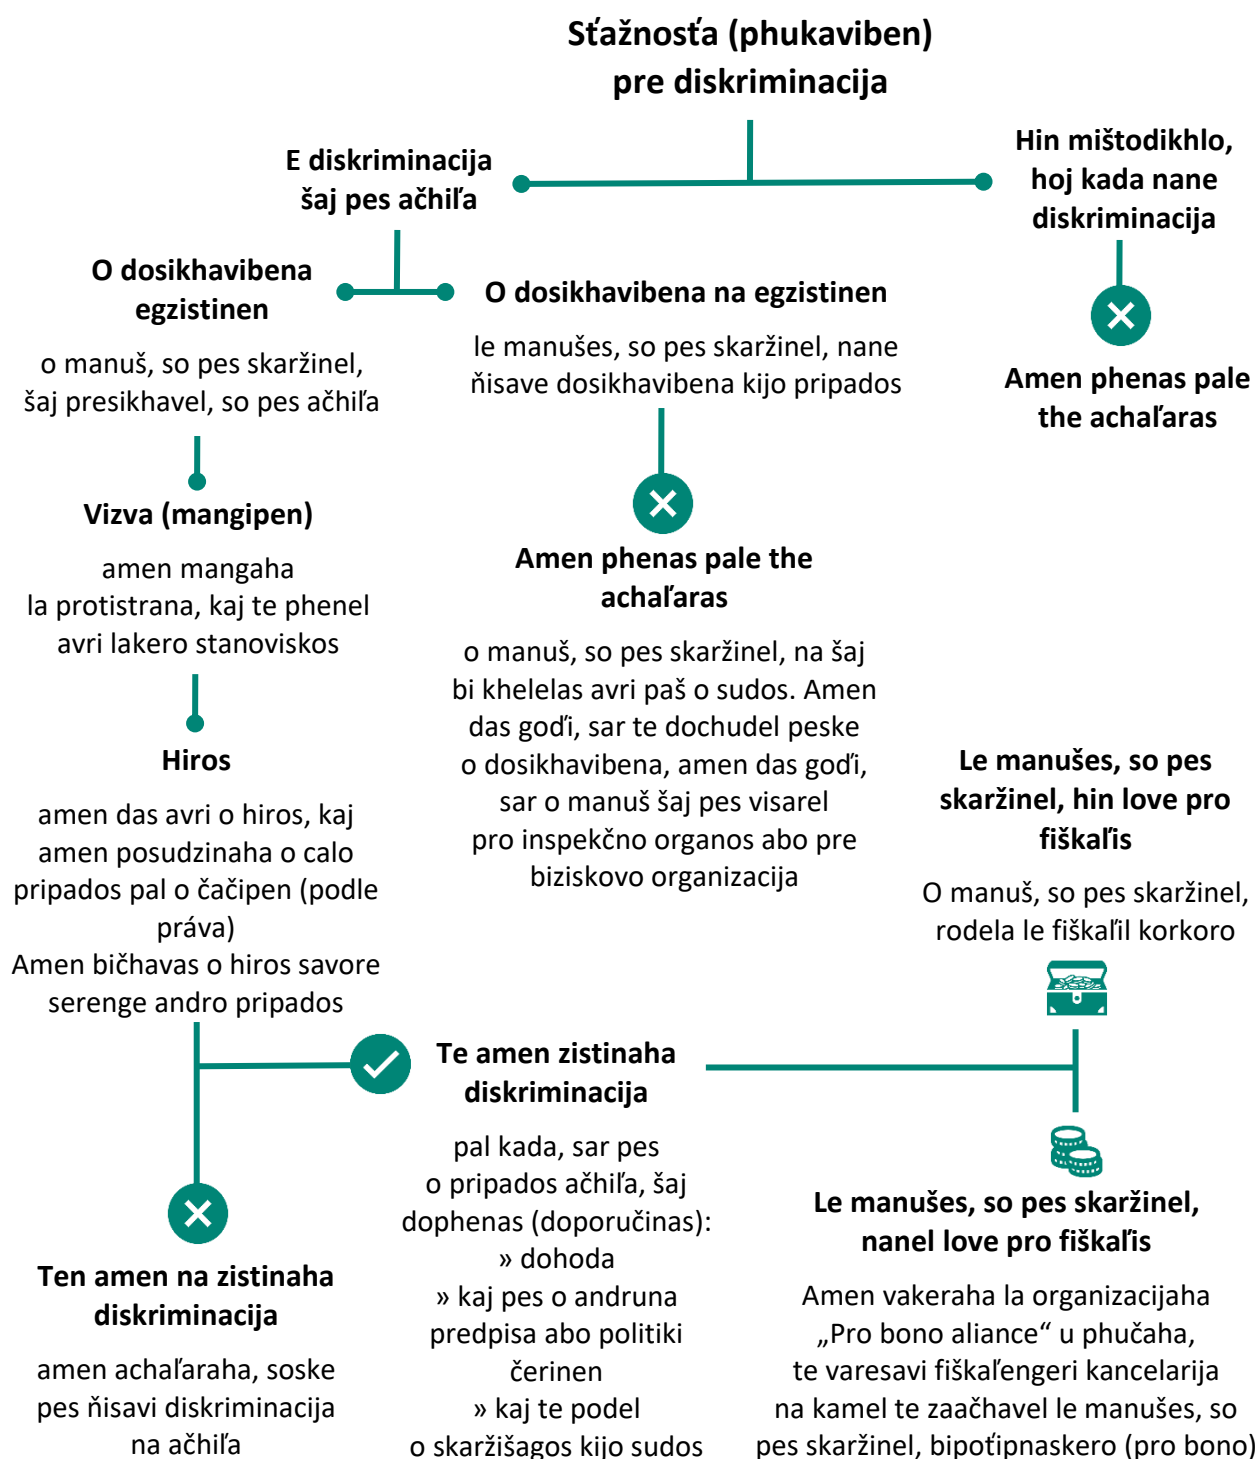 Sťažnosťa (phukaviben)
pre diskriminacija
E diskriminacija
šaj pes ačhiľa
Hin mištodikhlo,
hoj kada nane
diskriminacija
Amen phenas pale
the achaľaras
O dosikhavibena
egzistinen
o manuš, so pes skaržinel,
šaj presikhavel, so pes ačhiľa
O dosikhavibena na egzistinen
le manušes, so pes skaržinel, nane
ňisave dosikhavibena kijo pripados
Amen phenas pale the
achaľaras
o manuš, so pes skaržinel, na šaj
bi khelelas avri paš o sudos. Amen
das goďi, sar te dochudel peske
o dosikhavibena, amen das goďi,
sar o manuš šaj pes visarel
pro inspekčno organos abo pre
biziskovo organizacija
Vizva (mangipen)
amen mangaha
la protistrana, kaj te phenel
avri lakero stanoviskos
Hiros
amen das avri o hiros, kaj
amen posudzinaha o calo
pripados pal o čačipen (podle
práva)
Amen bičhavas o hiros savore
serenge andro pripados
Ten amen na zistinaha
diskriminacija
amen achaľaraha, soske
pes ňisavi diskriminacija
na ačhiľa
Te amen zistinaha
diskriminacija
pal kada, sar pes
o pripados ačhiľa, šaj
dophenas (doporučinas):
» dohoda
» kaj pes o andruna
predpisa abo politiki
čerinen
» kaj te podel
o skaržišagos kijo sudos
Le manušes, so pes
skaržinel, hin love pro
fiškaľis
O manuš, so pes skaržinel,
rodela le fiškaľil korkoro
Le manušes, so pes skaržinel,
nanel love pro fiškaľis
Amen vakeraha la organizacijaha
„Pro bono aliance“ u phučaha,
te varesavi fiškaľengeri kancelarija
na kamel te zaačhavel le manušes, so
pes skaržinel, bipoťipnaskero (pro bono)